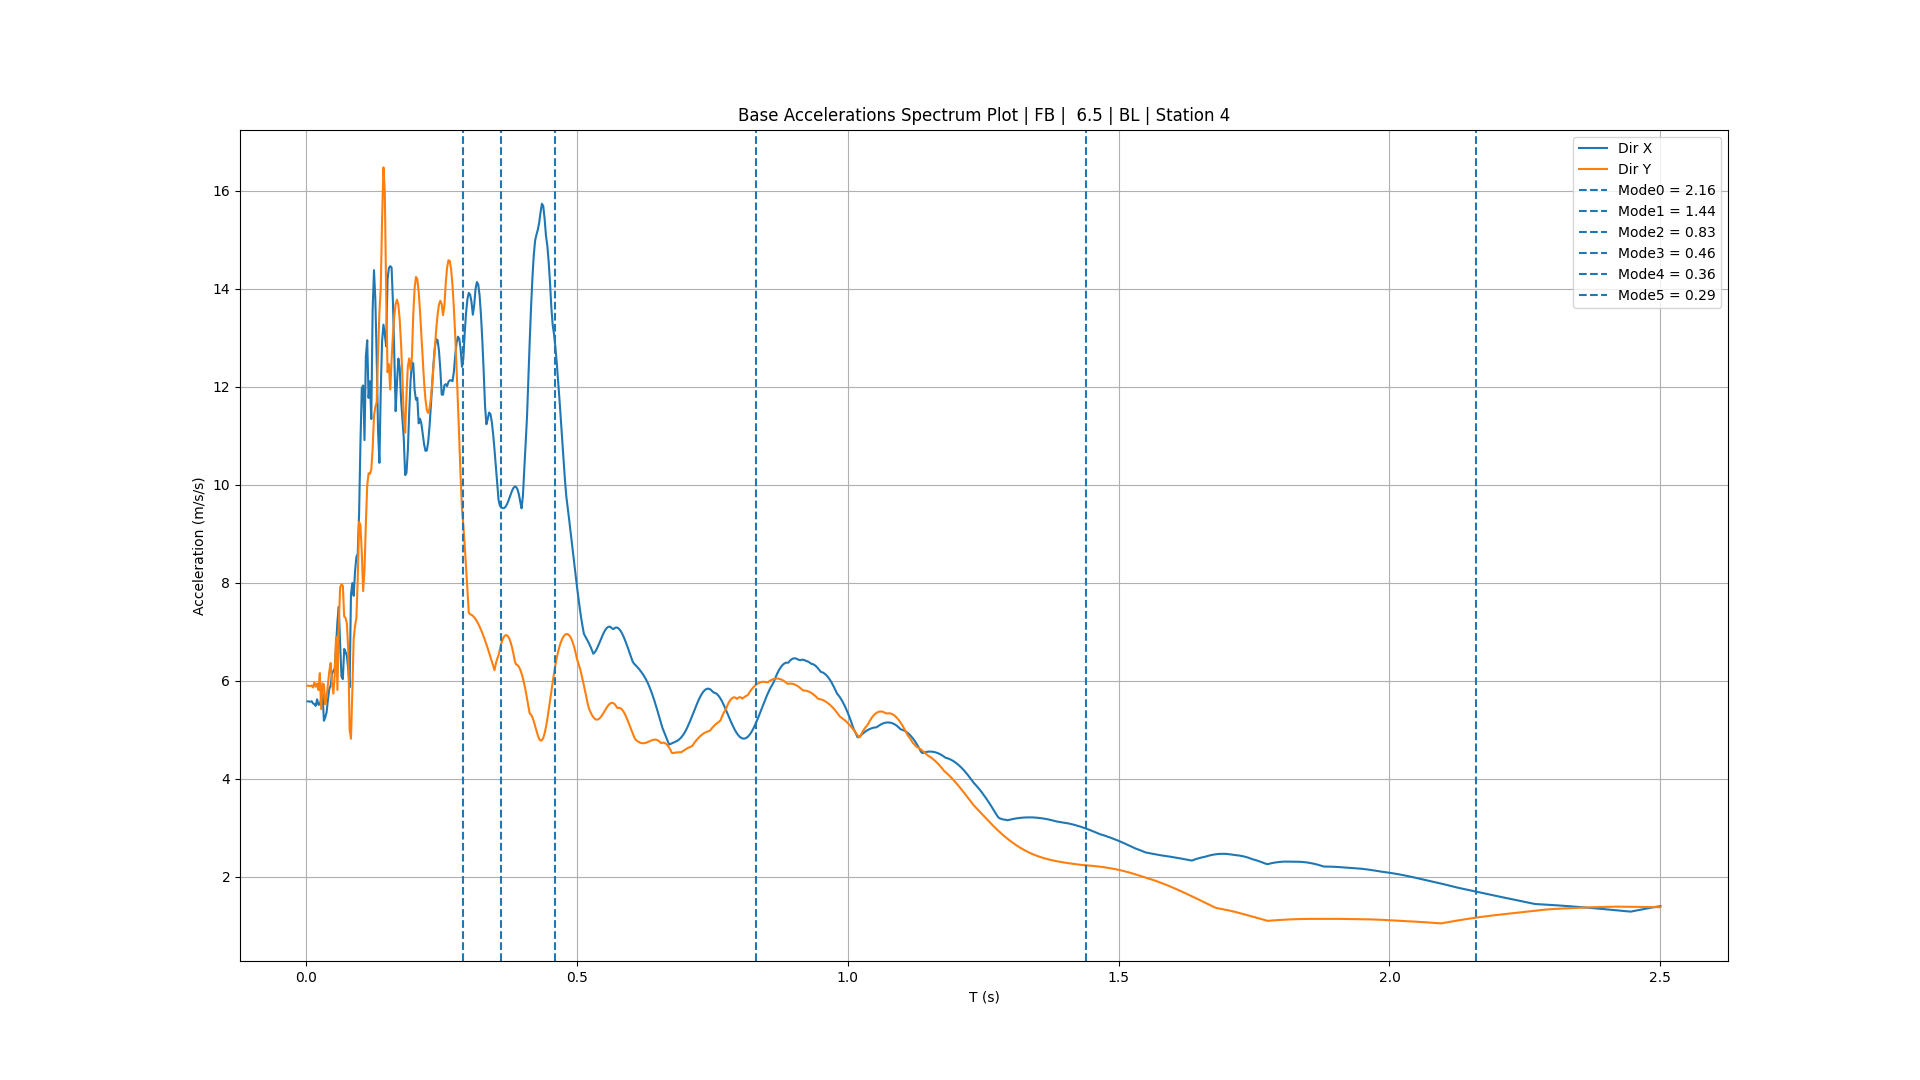 Base Accelerations Spectrum Plot | FB |  6.5 | BL | Station 4
Dir X
Dir Y
Mode0 = 2.16
Mode1 = 1.44
Mode2 = 0.83
Mode3 = 0.46
Mode4 = 0.36
Mode5 = 0.29
Acceleration (m/s/s)
16
14
12
10
8
6
4
2
0.0 0.5 1.0 1.5 2.0 2.5
T (s)